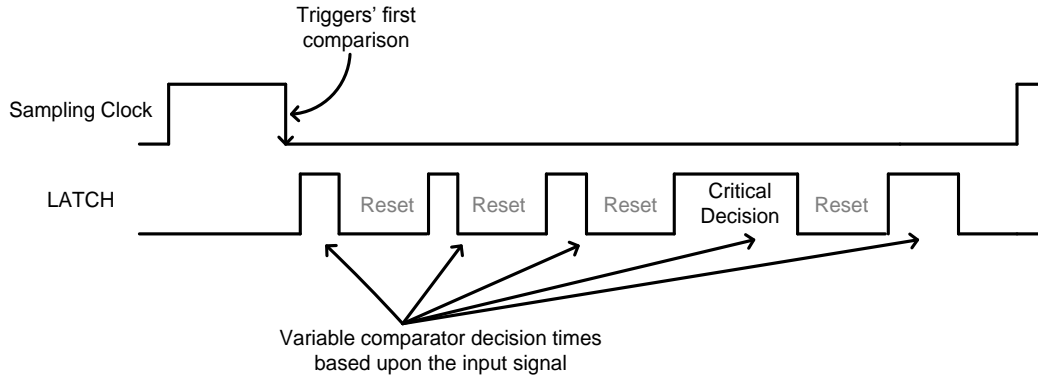 Triggers' first
comparison
Sampling Clock
LATCH
Reset
Reset
Reset
Critical
Decision
Reset
Variable comparator decision times
based upon the input signal